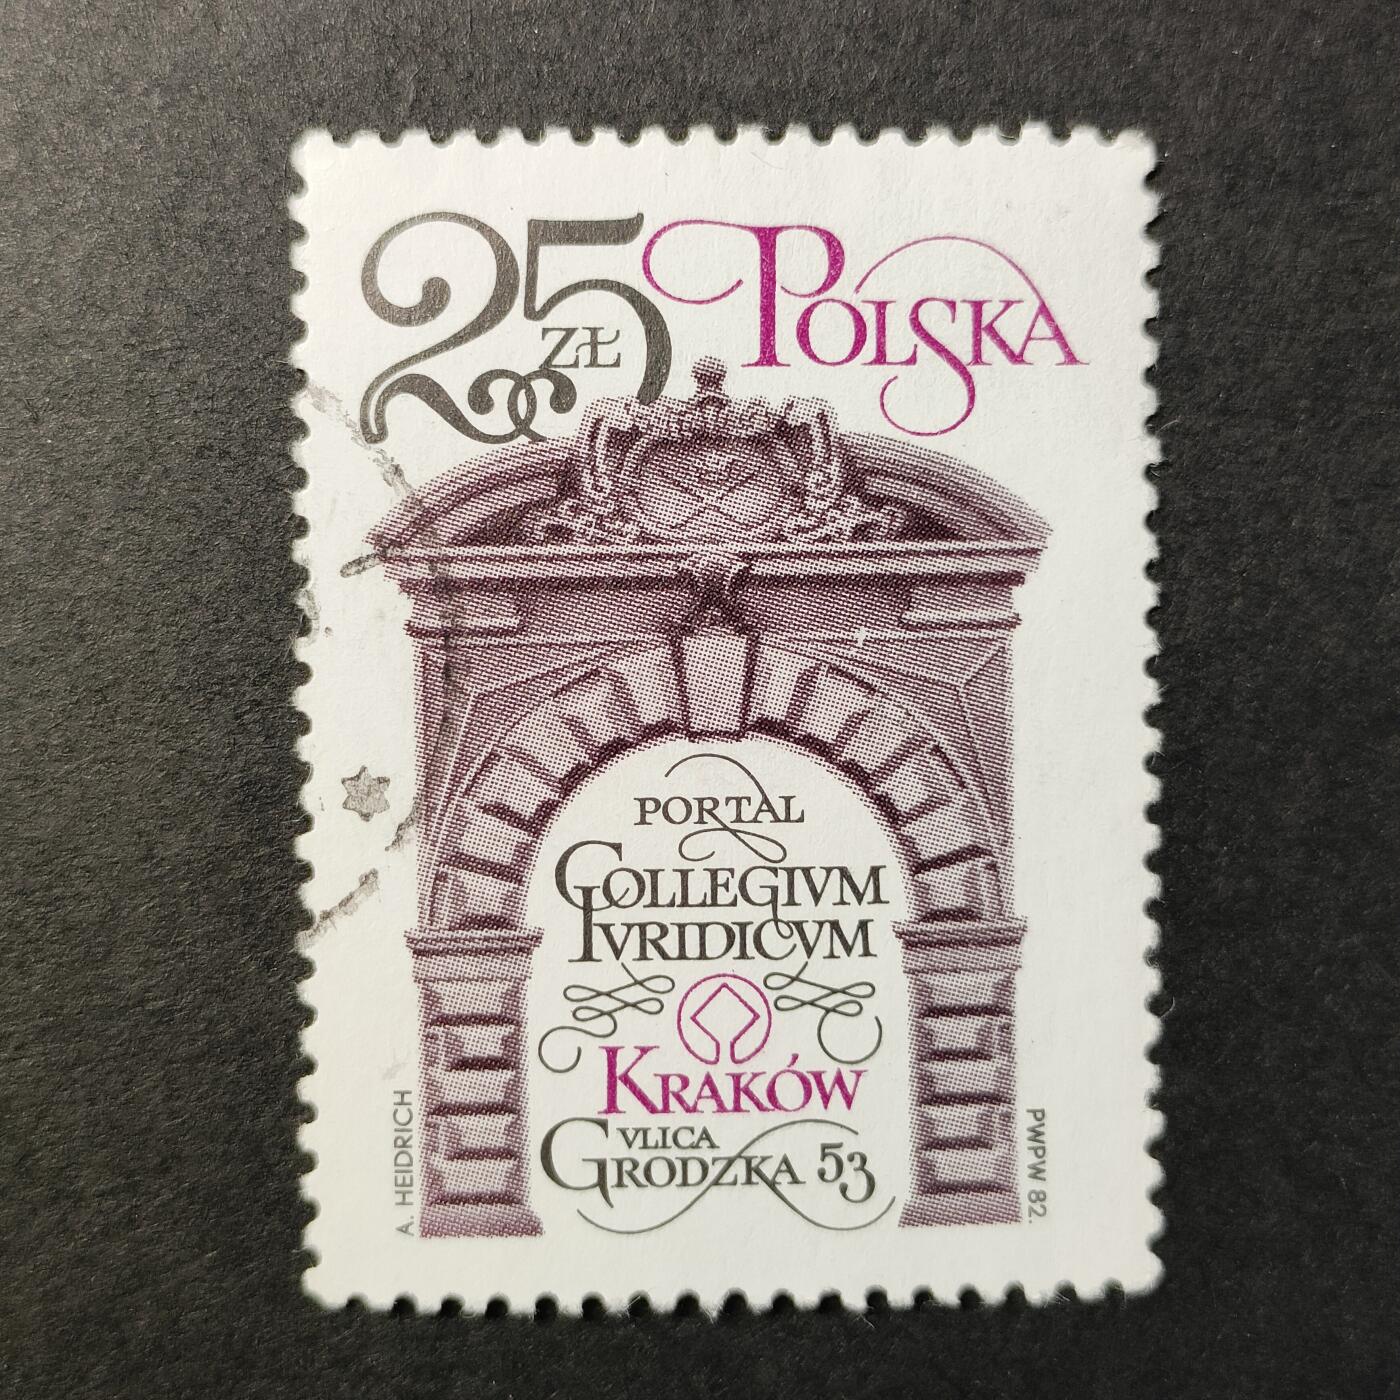 25 ZŁ POLSKA
PORTAL
COLLEGIVM
IVRIDICVM
KRAKÓW
VLICA
GRODZKA 53
A. HEIDRICH
PWPW 82.